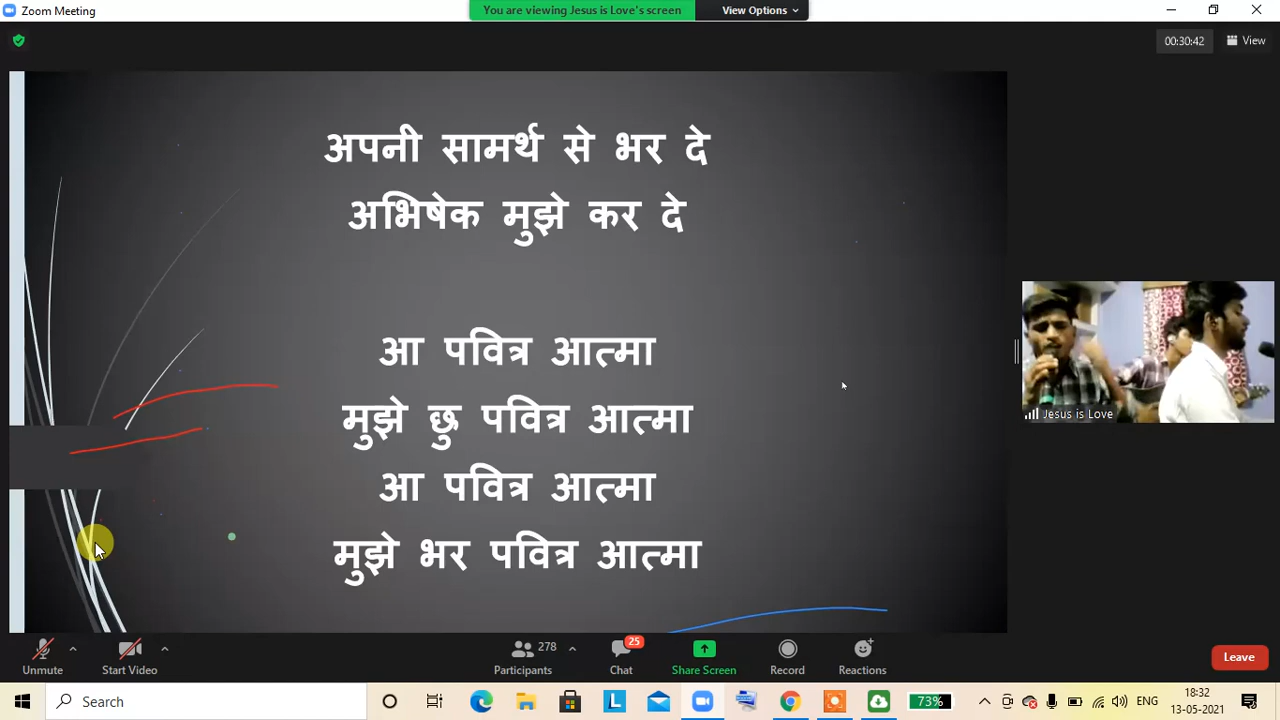 Zoom Meeting
You are viewing Jesus is Love's screen
View Options
00:30:42
View
अपनी सामर्थ से भर दे
अभिषेक मुझे कर दे
आ पवित्र आत्मा
मुझे छु पवित्र आत्मा
आ पवित्र आत्मा
मुझे भर पवित्र आत्मा
Jesus is Love
Unmute
Start Video
278
Participants
25
Chat
Share Screen
Record
Reactions
Leave
Search
73%
ENG
18:32
13-05-2021